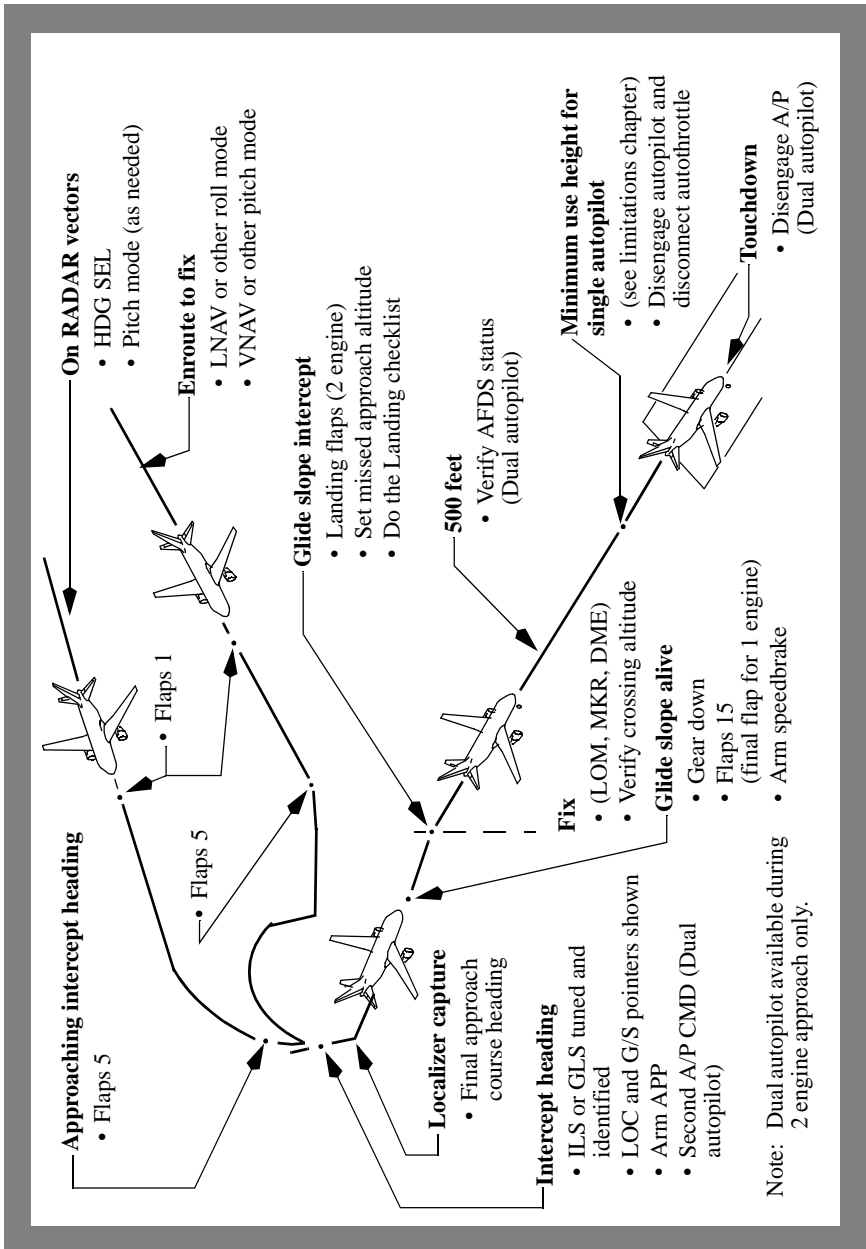 On RADAR vectors
• HDG SEL
• Pitch mode (as needed)
Enroute to fix
• LNAV or other roll mode
• VNAV or other pitch mode
Approaching intercept heading
• Flaps 5
• Flaps 1
• Flaps 5
Localizer capture
• Final approach
course heading
Intercept heading
• ILS or GLS tuned and
identified
• LOC and G/S pointers shown
• Arm APP
• Second A/P CMD (Dual
autopilot)
Glide slope intercept
• Landing flaps (2 engine)
• Set missed approach altitude
• Do the Landing checklist
Fix
• (LOM, MKR, DME)
• Verify crossing altitude
Glide slope alive
• Gear down
• Flaps 15
(final flap for 1 engine)
• Arm speedbrake
500 feet
• Verify AFDS status
(Dual autopilot)
Minimum use height for
single autopilot
• (see limitations chapter)
• Disengage autopilot and
disconnect autothrottle
Touchdown
• Disengage A/P
(Dual autopilot)
Note: Dual autopilot available during
2 engine approach only.